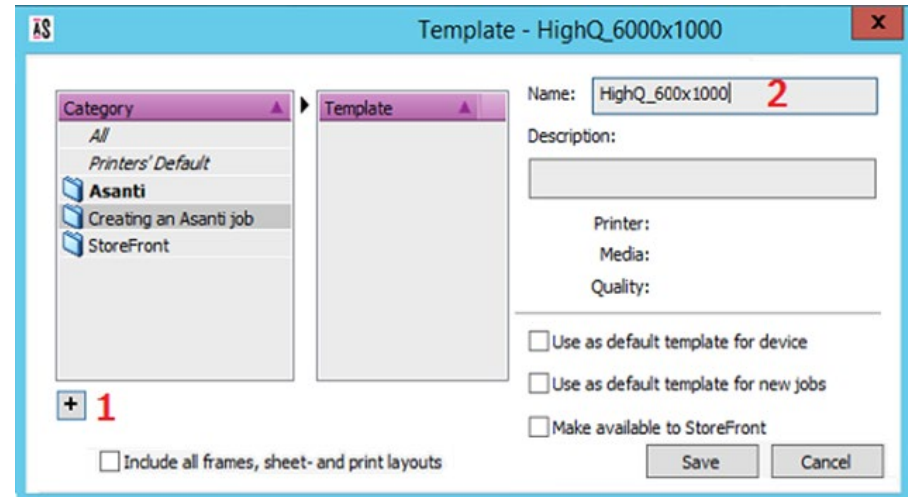 AS
Template - HighQ_6000x1000
X
Category
All
Printers' Default
Asanti
Creating an Asanti job
StoreFront
+ 1
Include all frames, sheet- and print layouts
Template
Name: HighQ_600x1000 2
Description:
Printer:
Media:
Quality:
Use as default template for device
Use as default template for new jobs
Make available to StoreFront
Save Cancel